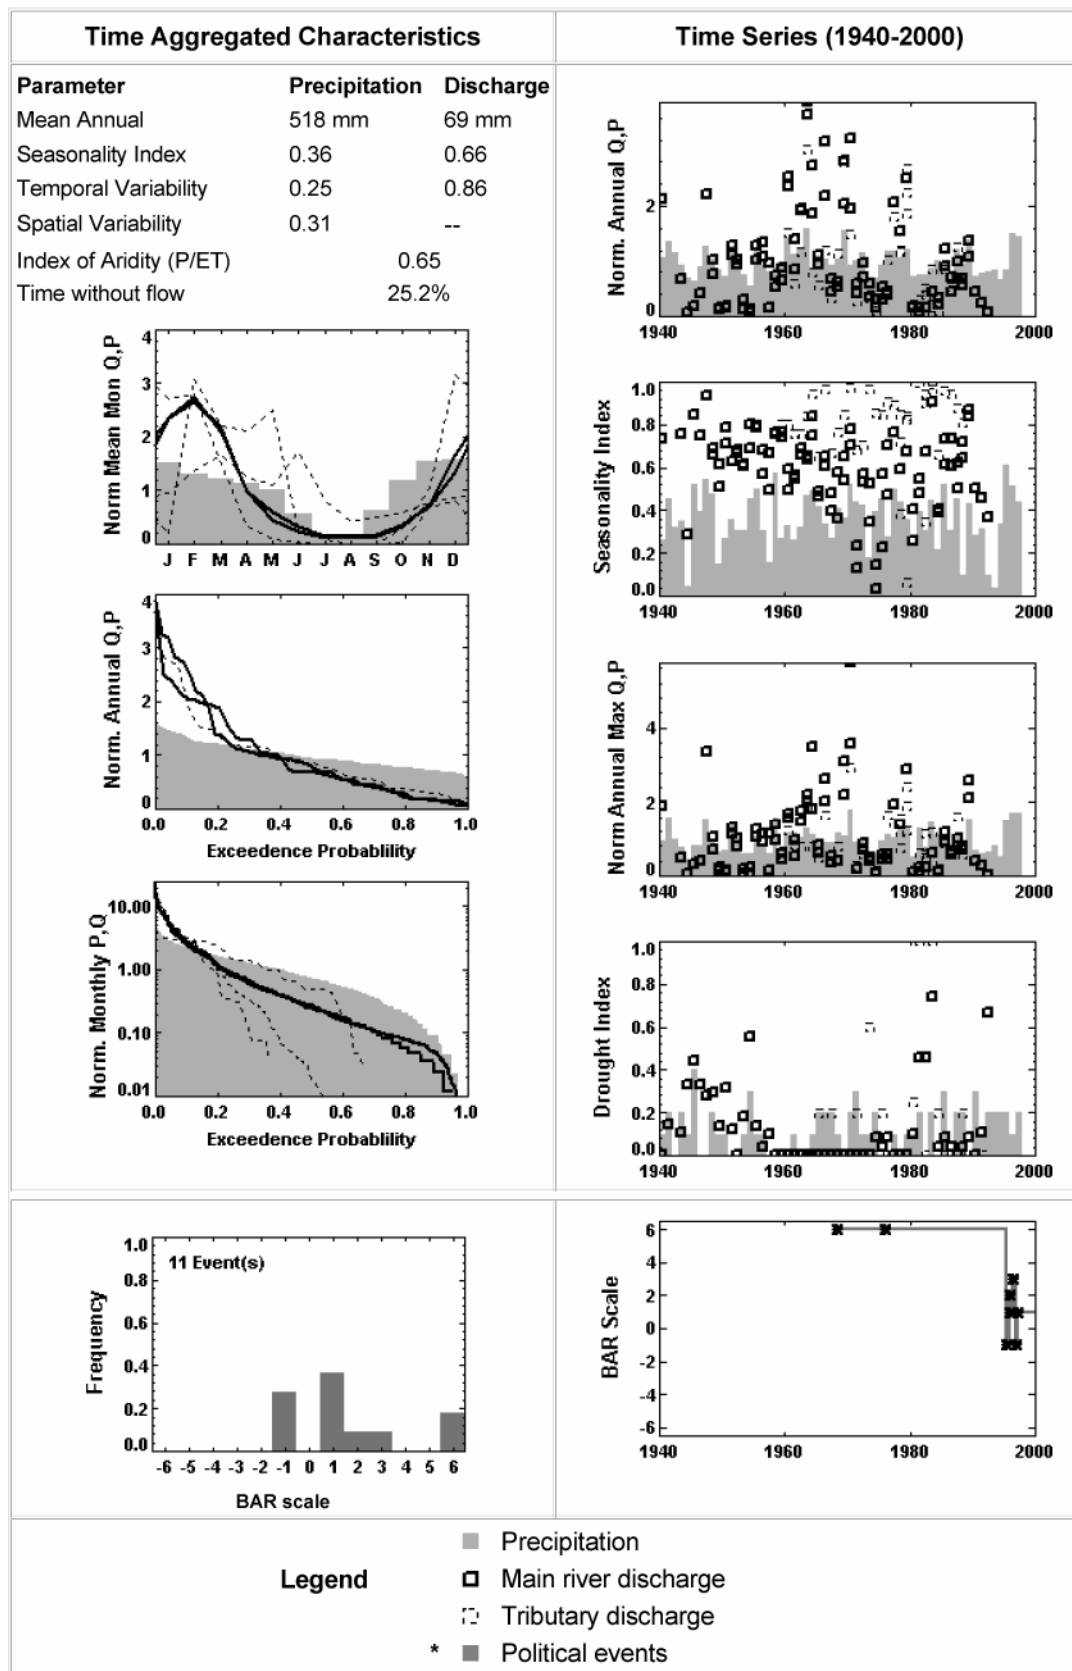 Time Aggregated Characteristics
Parameter Precipitation Discharge
Mean Annual 518 mm 69 mm
Seasonality Index 0.36 0.66
Temporal Variability 0.25 0.86
Spatial Variability 0.31 --
Index of Aridity (P/ET) 0.65
Time without flow 25.2%
Norm Mean Mon Q,P
4
3
2
1
0
J F M A M J J A S O N D
Norm. Annual Q,P
4
3
2
1
0
0.0 0.2 0.4 0.6 0.8 1.0
Exceedence Probablility
Norm. Monthly P,Q
10.00
1.00
0.10
0.01
0.0 0.2 0.4 0.6 0.8 1.0
Exceedence Probablility
Time Series (1940-2000)
Norm. Annual Q,P
2
0
1940 1960 1980 2000
Seasonality Index
1.0
0.8
0.6
0.4
0.2
0.0
1940 1960 1980 2000
Norm Annual Max Q,P
4
2
0
1940 1960 1980 2000
Drought Index
1.0
0.8
0.6
0.4
0.2
0.0
1940 1960 1980 2000
Frequency
11 Event(s)
1.0
0.8
0.6
0.4
0.2
0.0
-6 -5 -4 -3 -2 -1 0 1 2 3 4 5 6
BAR scale
BAR Scale
6
4
2
0
-2
-4
-6
1940 1960 1980 2000
Legend
Precipitation
Main river discharge
Tributary discharge
* Political events